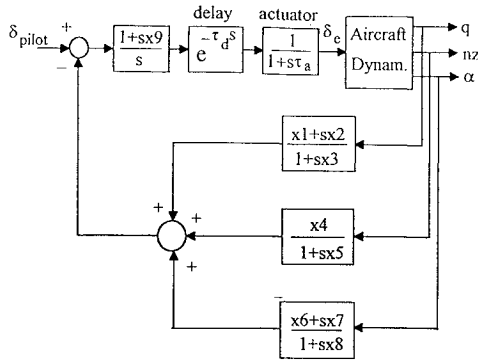 delay
actuator
δpilot
+
−
1+sx9
s
e^-τds
1
1+sτa
δe
Aircraft
Dynam.
q
nz
α
x1+sx2
1+sx3
+
+
+
x4
1+sx5
−
x6+sx7
1+sx8